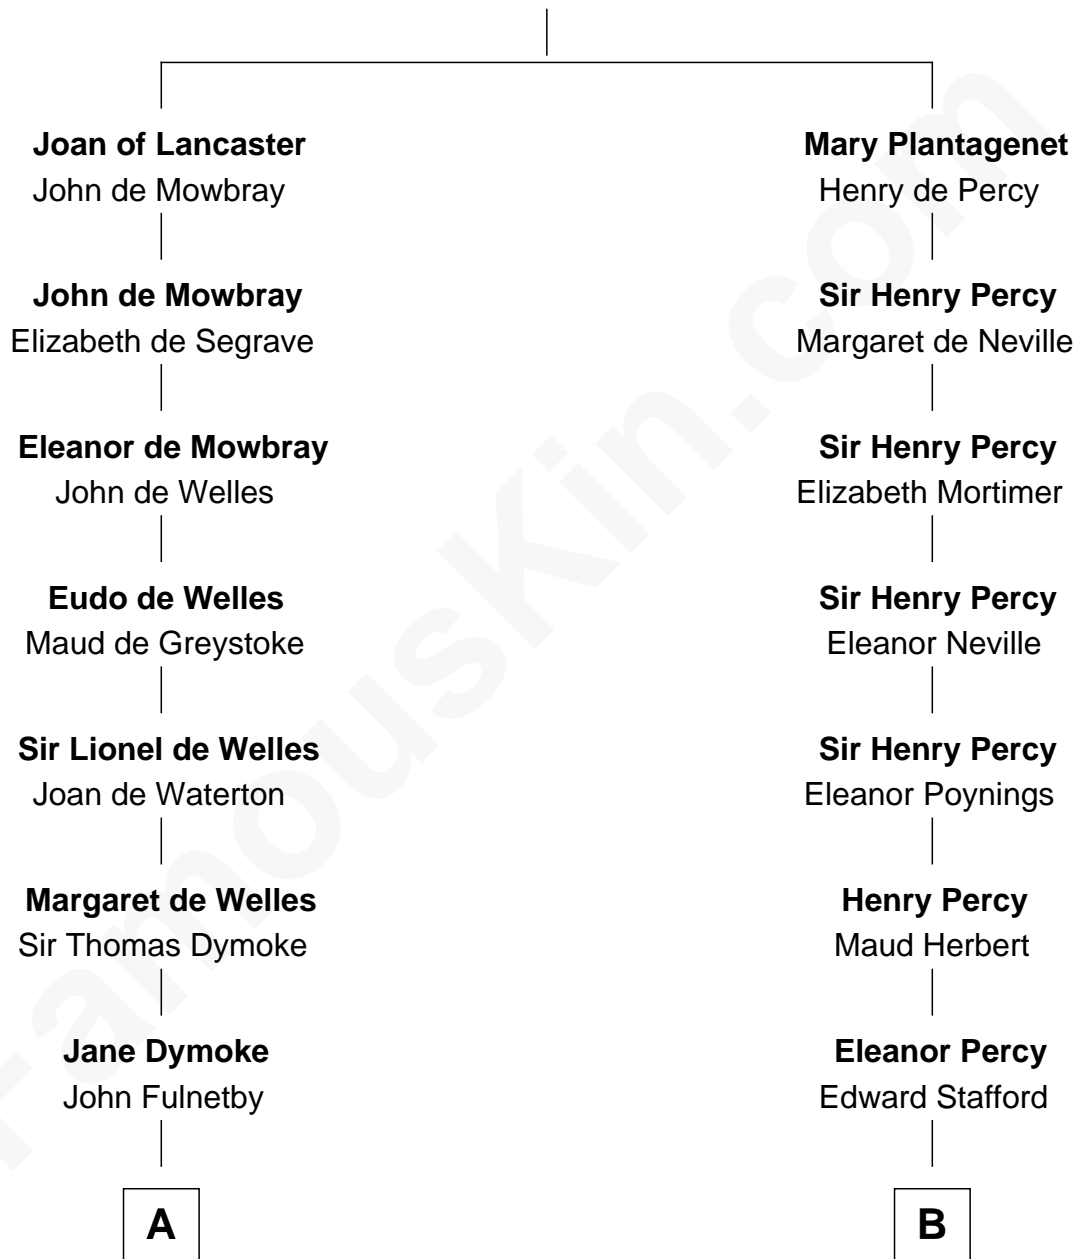 Joan of Lancaster
John de Mowbray
John de Mowbray
Elizabeth de Segrave
Eleanor de Mowbray
John de Welles
Eudo de Welles
Maud de Greystoke
Sir Lionel de Welles
Joan de Waterton
Margaret de Welles
Sir Thomas Dymoke
Jane Dymoke
John Fulnetby
A
Mary Plantagenet
Henry de Percy
Sir Henry Percy
Margaret de Neville
Sir Henry Percy
Elizabeth Mortimer
Sir Henry Percy
Eleanor Neville
Sir Henry Percy
Eleanor Poynings
Henry Percy
Maud Herbert
Eleanor Percy
Edward Stafford
B
FamousKin.com